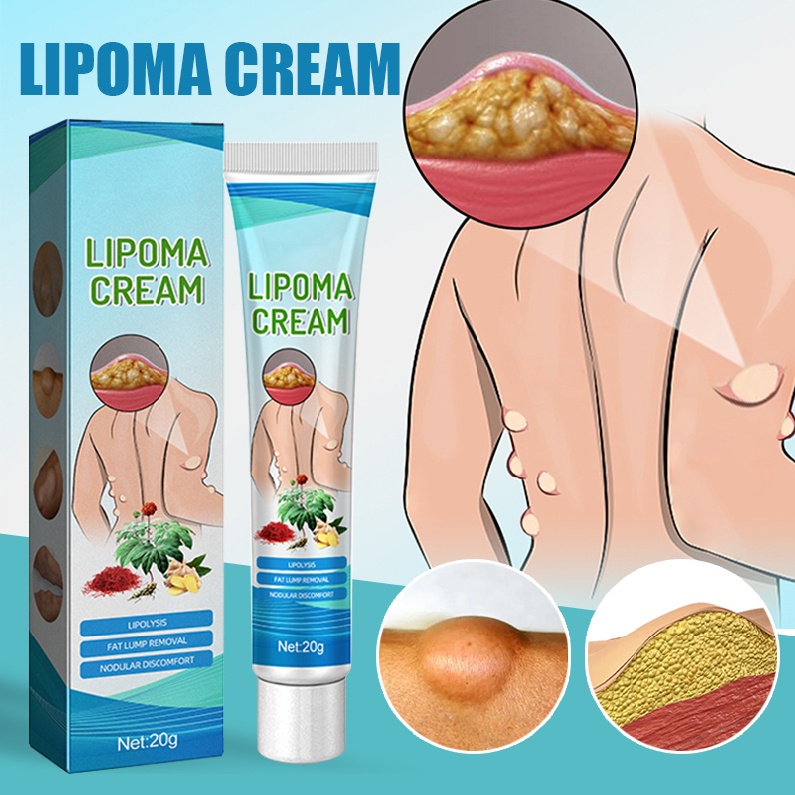 LIPOMA CREAM
LIPOMA
CREAM
LIPOLYSIS
FAT LUMP REMOVAL
NODULAR DISCOMFORT
Net:20g
LIPOMA
CREAM
LIPOLYSIS
FAT LUMP REMOVAL
NODULAR DISCOMFORT
Net:20g